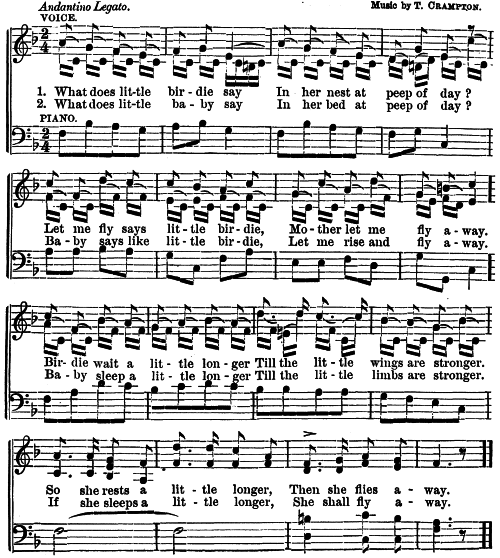 Andantino Legato. Music by T. CRAMPTON.
VOICE.
1. What does lit-tle bir-die say In her nest at peep of day?
2. What does lit-tle ba-by say In her bed at peep of day?
PIANO.
Let me fly says lit-tle bir-die, Mo-ther let me fly a-way.
Ba-by says like lit-tle bir-die, Let me rise and fly a-way.
Bir-die wait a lit-tle lon-ger Till the lit-tle wings are stronger.
Ba-by sleep a lit-tle lon-ger Till the lit-tle limbs are stronger.
So she rests a lit-tle longer, Then she flies a-way.
If she sleeps a lit-tle longer, She shall fly a-way.